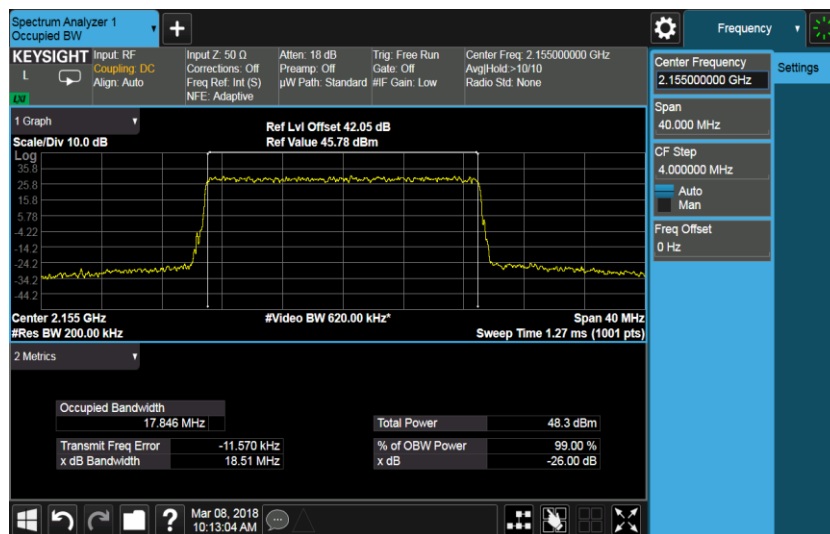 Spectrum Analyzer 1
Occupied BW
Frequency
KEYSIGHT Input: RF
L Coupling: DC
Align: Auto
LXI
Input Z: 50 Ω
Corrections: Off
Freq Ref: Int (S)
NFE: Adaptive
Atten: 18 dB
Preamp: Off
µW Path: Standard
Trig: Free Run
Gate: Off
#IF Gain: Low
Center Freq: 2.155000000 GHz
Avg|Hold:>10/10
Radio Std: None
Center Frequency
2.155000000 GHz
Settings
Span
40.000 MHz
CF Step
4.000000 MHz
Auto
Man
Freq Offset
0 Hz
1 Graph
Scale/Div 10.0 dB
Ref Lvl Offset 42.05 dB
Ref Value 45.78 dBm
Log
35.8
25.8
15.8
5.78
-4.22
-14.2
-24.2
-34.2
-44.2
Center 2.155 GHz
#Video BW 620.00 kHz*
Span 40 MHz
#Res BW 200.00 kHz
Sweep Time 1.27 ms (1001 pts)
2 Metrics
Occupied Bandwidth
17.846 MHz
Total Power 48.3 dBm
Transmit Freq Error -11.570 kHz
% of OBW Power 99.00 %
x dB Bandwidth 18.51 MHz
x dB -26.00 dB
?
Mar 08, 2018
10:13:04 AM